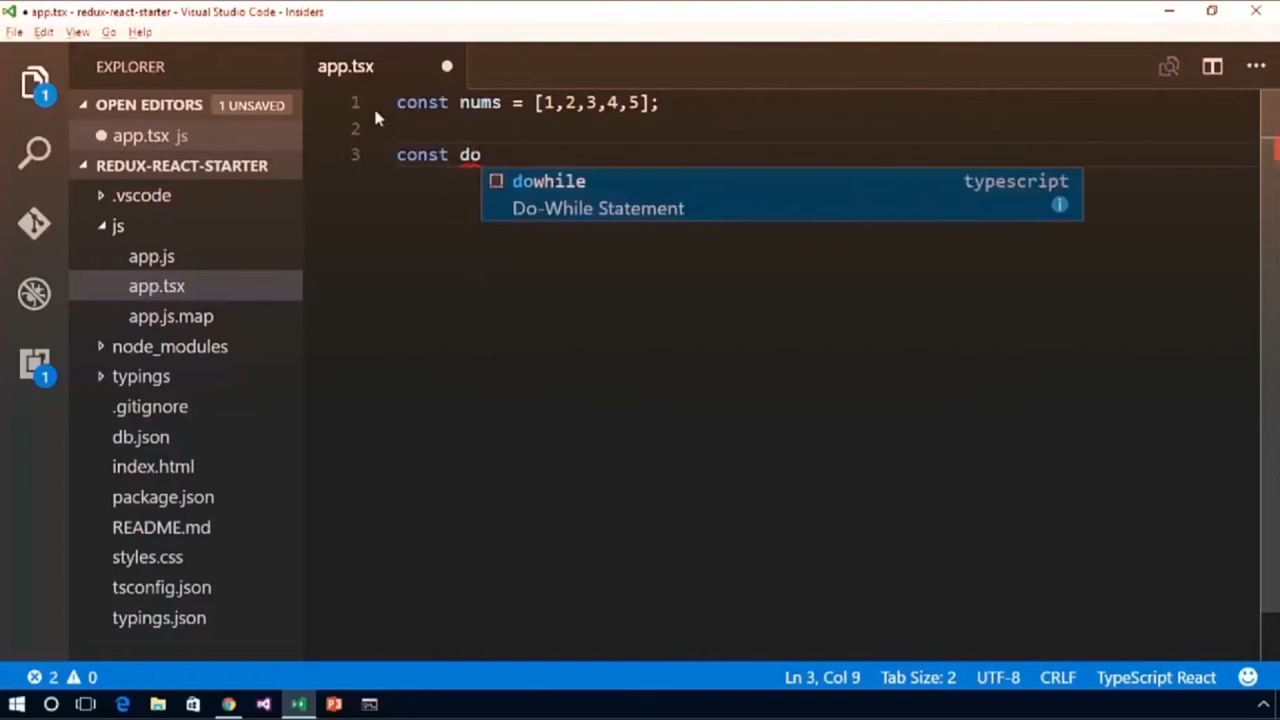 • app.tsx - redux-react-starter - Visual Studio Code - Insiders
File Edit View Go Help
EXPLORER
OPEN EDITORS 1 UNSAVED
app.tsx js
REDUX-REACT-STARTER
.vscode
js
app.js
app.tsx
app.js.map
node_modules
typings
.gitignore
db.json
index.html
package.json
README.md
styles.css
tsconfig.json
typings.json
1
1
app.tsx
1 const nums = [1,2,3,4,5];
2
3 const do
dowhile typescript
Do-While Statement
2 0 Ln 3, Col 9 Tab Size: 2 UTF-8 CRLF TypeScript React